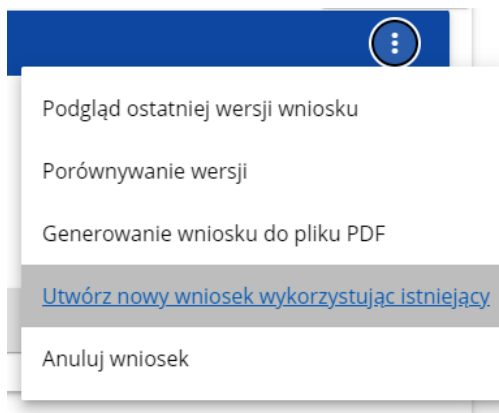 Podgląd ostatniej wersji wniosku
Porównywanie wersji
Generowanie wniosku do pliku PDF
Utwórz nowy wniosek wykorzystując istniejący
Anuluj wniosek